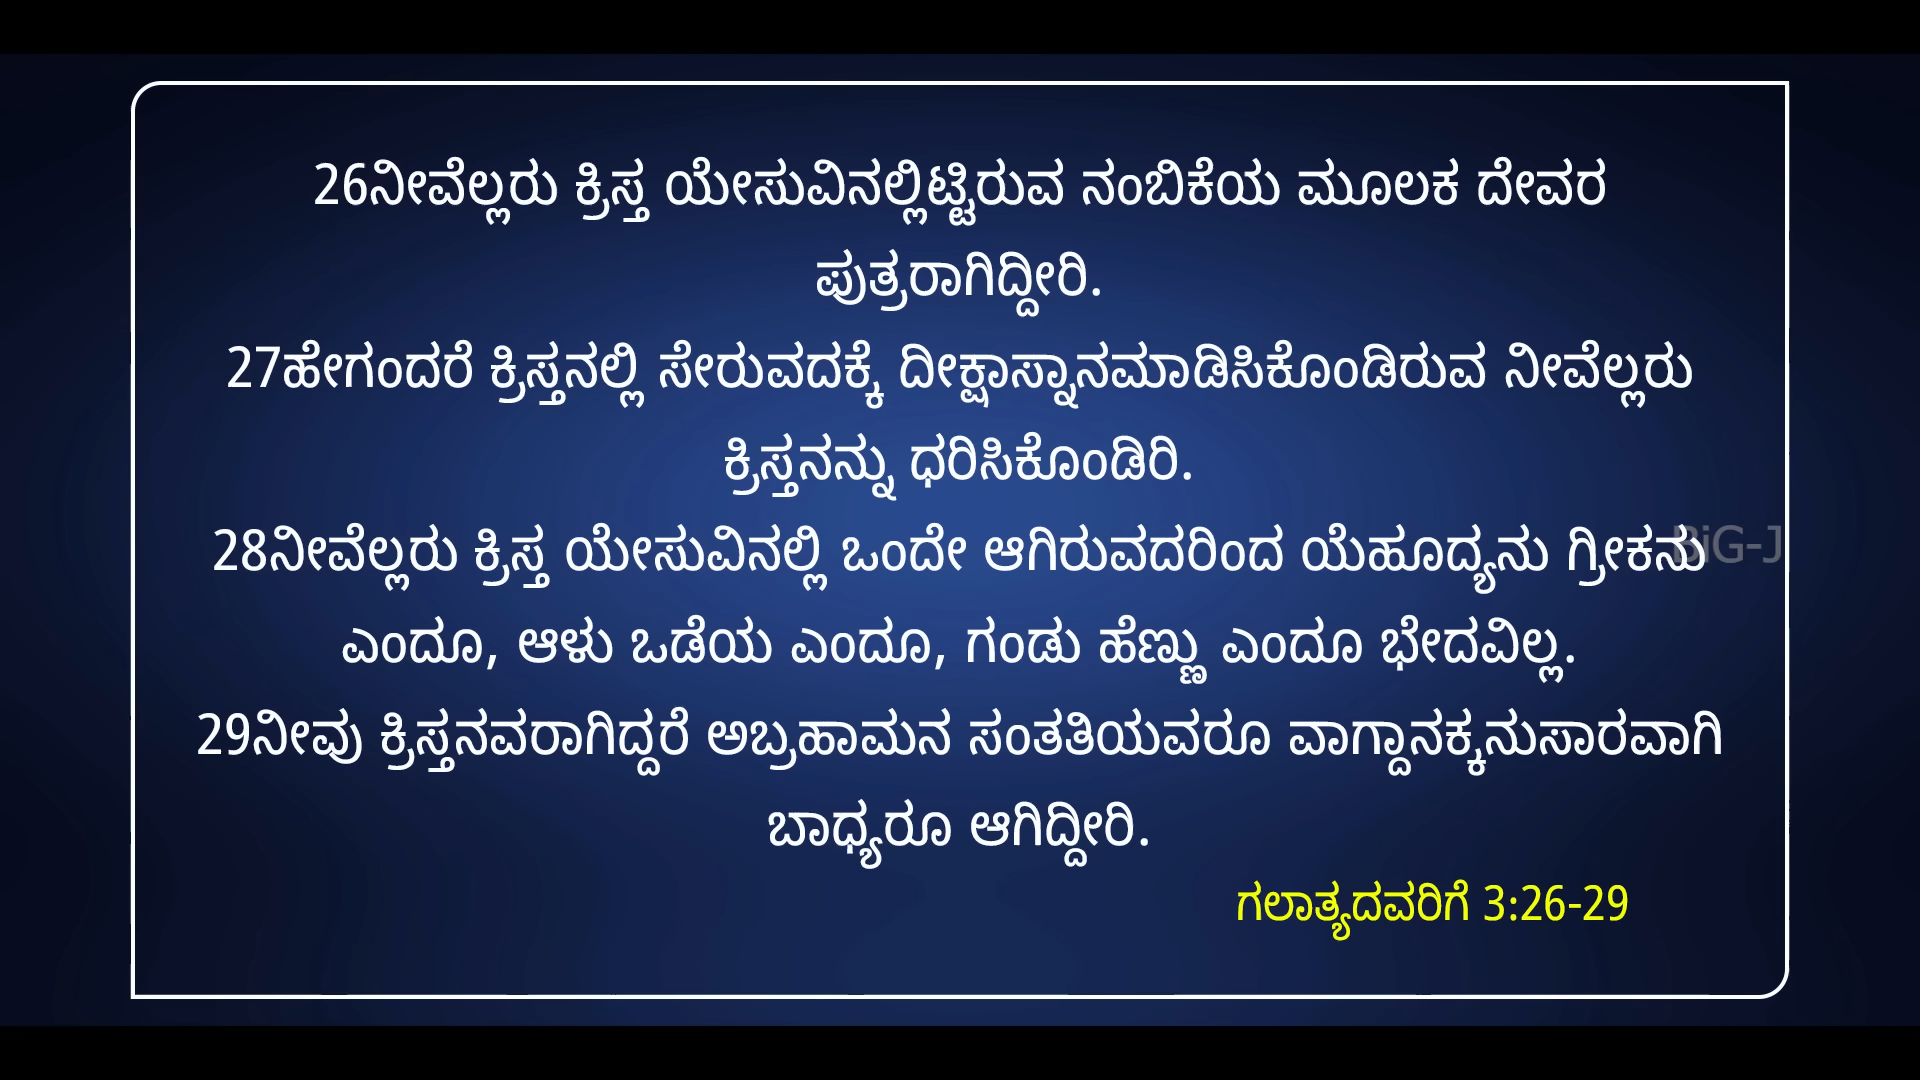 26ನೀವೆಲ್ಲರು ಕ್ರಿಸ್ತ ಯೇಸುವಿನಲ್ಲಿಟ್ಟಿರುವ ನಂಬಿಕೆಯ ಮೂಲಕ ದೇವರ
ಪುತ್ರರಾಗಿದ್ದೀರಿ.
27ಹೇಗಂದರೆ ಕ್ರಿಸ್ತನಲ್ಲಿ ಸೇರುವದಕ್ಕೆ ದೀಕ್ಷಾಸ್ನಾನಮಾಡಿಸಿಕೊಂಡಿರುವ ನೀವೆಲ್ಲರು
ಕ್ರಿಸ್ತನನ್ನು ಧರಿಸಿಕೊಂಡಿರಿ.
28ನೀವೆಲ್ಲರು ಕ್ರಿಸ್ತ ಯೇಸುವಿನಲ್ಲಿ ಒಂದೇ ಆಗಿರುವದರಿಂದ ಯೆಹೂದ್ಯನು ಗ್ರೀಕನು
BiG-J
ಎಂದೂ, ಆಳು ಒಡೆಯ ಎಂದೂ, ಗಂಡು ಹೆಣ್ಣು ಎಂದೂ ಭೇದವಿಲ್ಲ.
29ನೀವು ಕ್ರಿಸ್ತನವರಾಗಿದ್ದರೆ ಅಬ್ರಹಾಮನ ಸಂತತಿಯವರೂ ವಾಗ್ದಾನಕ್ಕನುಸಾರವಾಗಿ
ಬಾಧ್ಯರೂ ಆಗಿದ್ದೀರಿ.
ಗಲಾತ್ಯದವರಿಗೆ 3:26-29